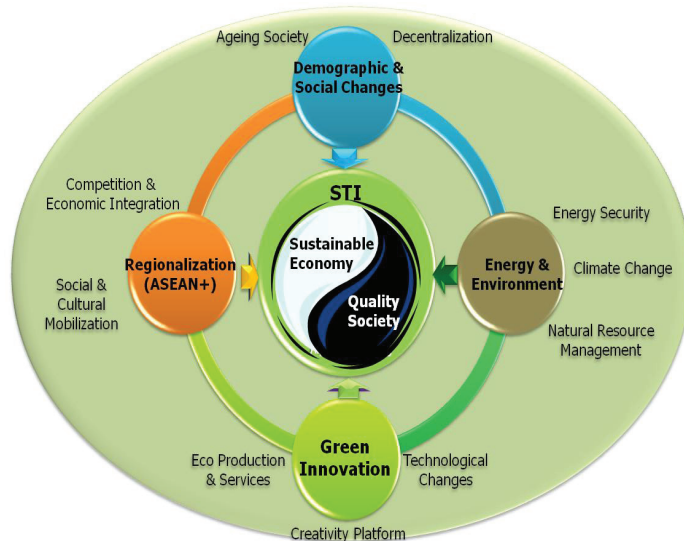 Ageing Society
Decentralization
Demographic &
Social Changes
Competition &
Economic Integration
STI
Energy Security
Sustainable
Economy
Regionalization
(ASEAN+)
Energy &
Environment
Climate Change
Social &
Cultural
Mobilization
Quality
Society
Natural Resource
Management
Green
Innovation
Eco Production
& Services
Technological
Changes
Creativity Platform